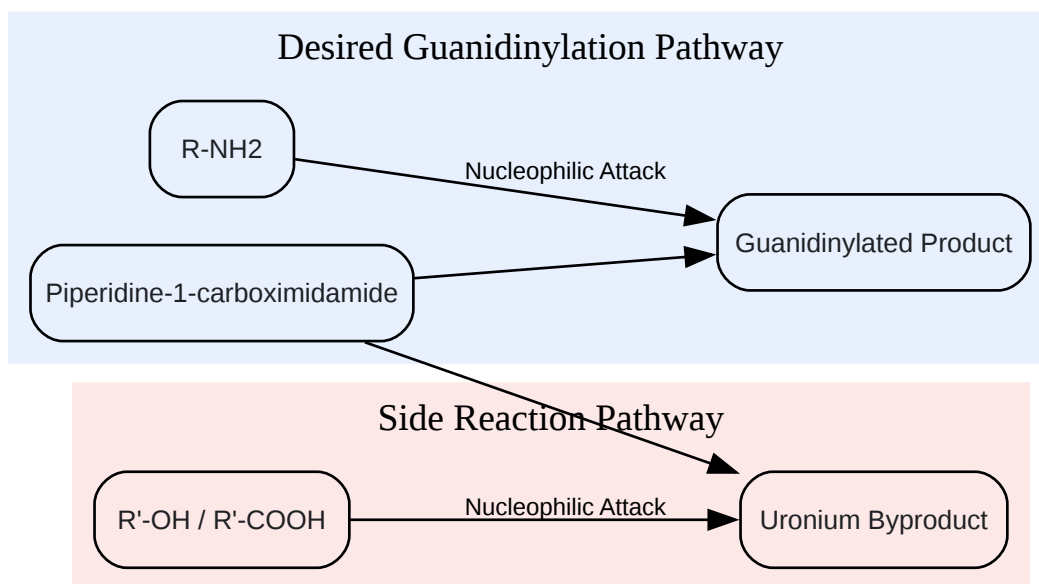 Desired Guanidinylation Pathway
R-NH2
Nucleophilic Attack
Guanidinylated Product
Piperidine-1-carboximidamide
Side Reaction Pathway
R'-OH / R'-COOH
Nucleophilic Attack
Uronium Byproduct